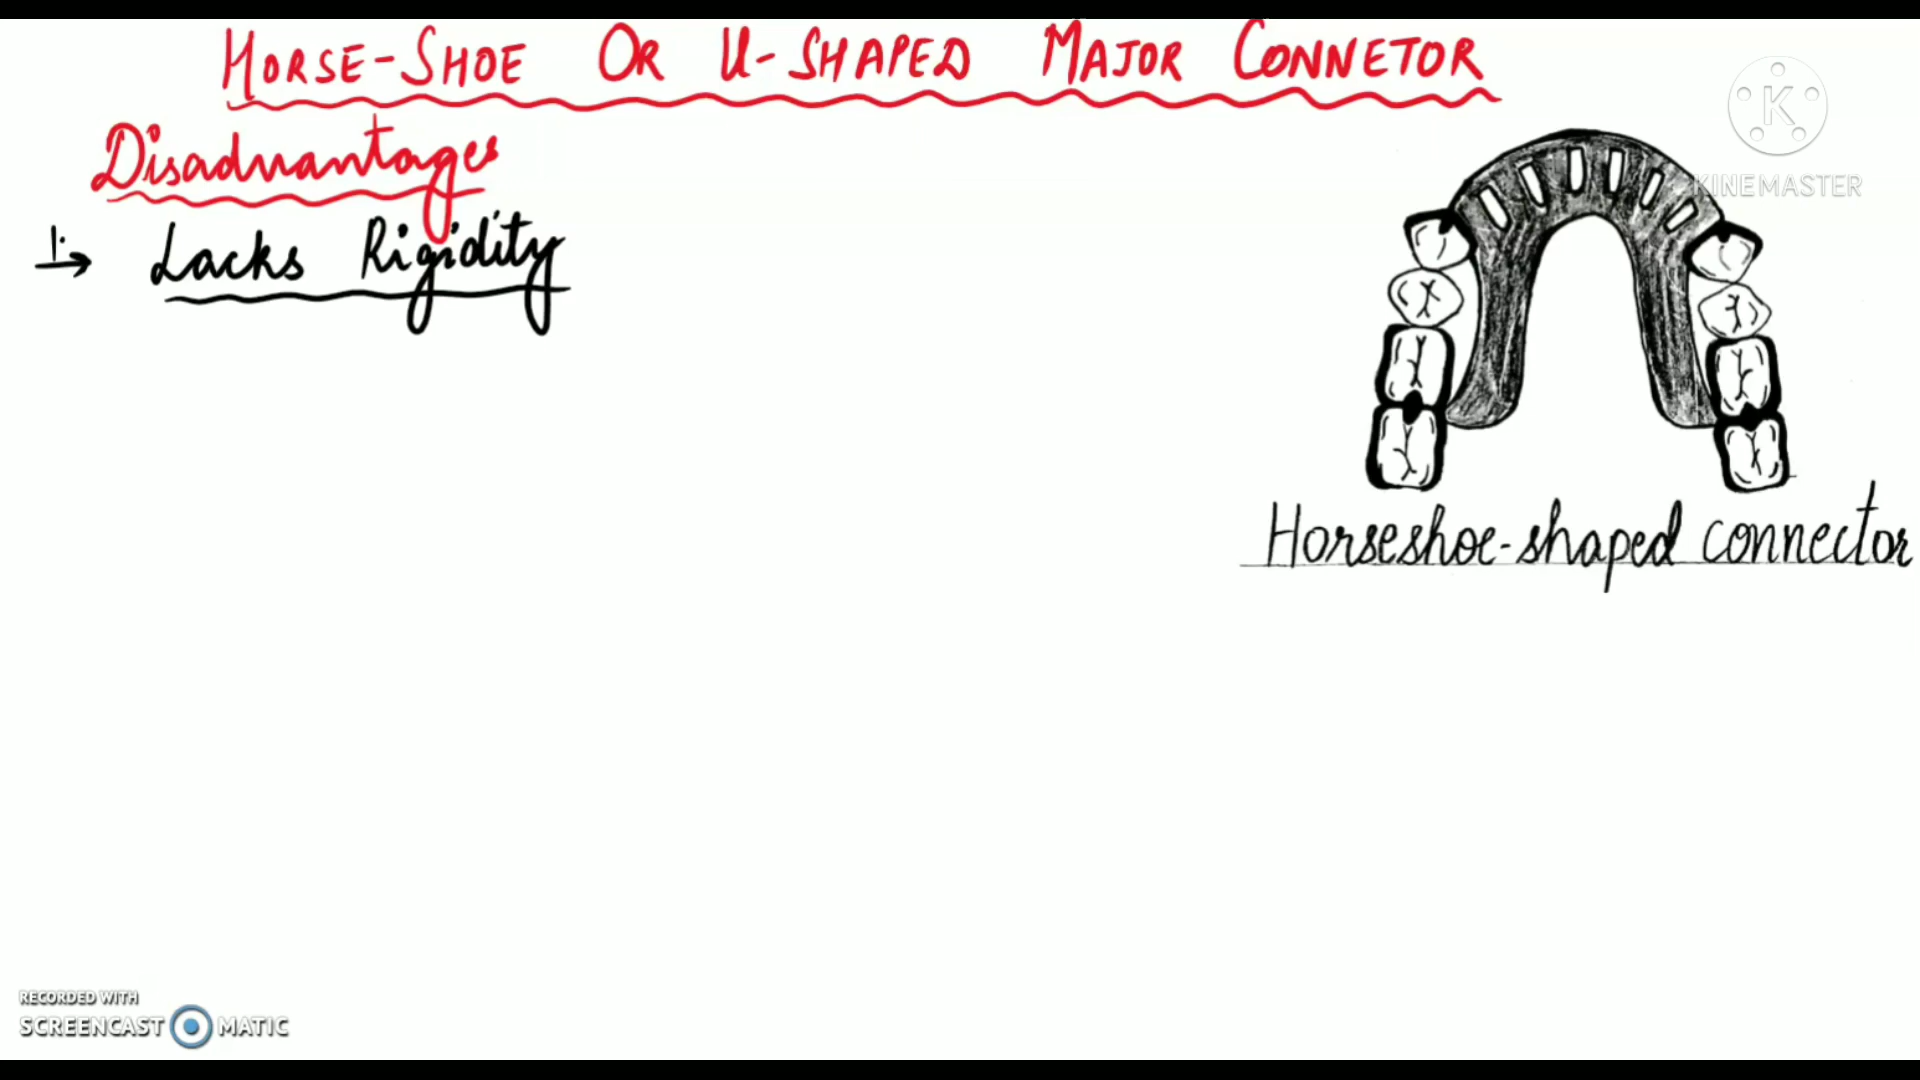 HORSE-SHOE OR U-SHAPED MAJOR CONNETOR
Disadvantages
1. → Lacks Rigidity
K
KINEMASTER
Horseshoe-shaped connector
RECORDED WITH
SCREENCAST MATIC